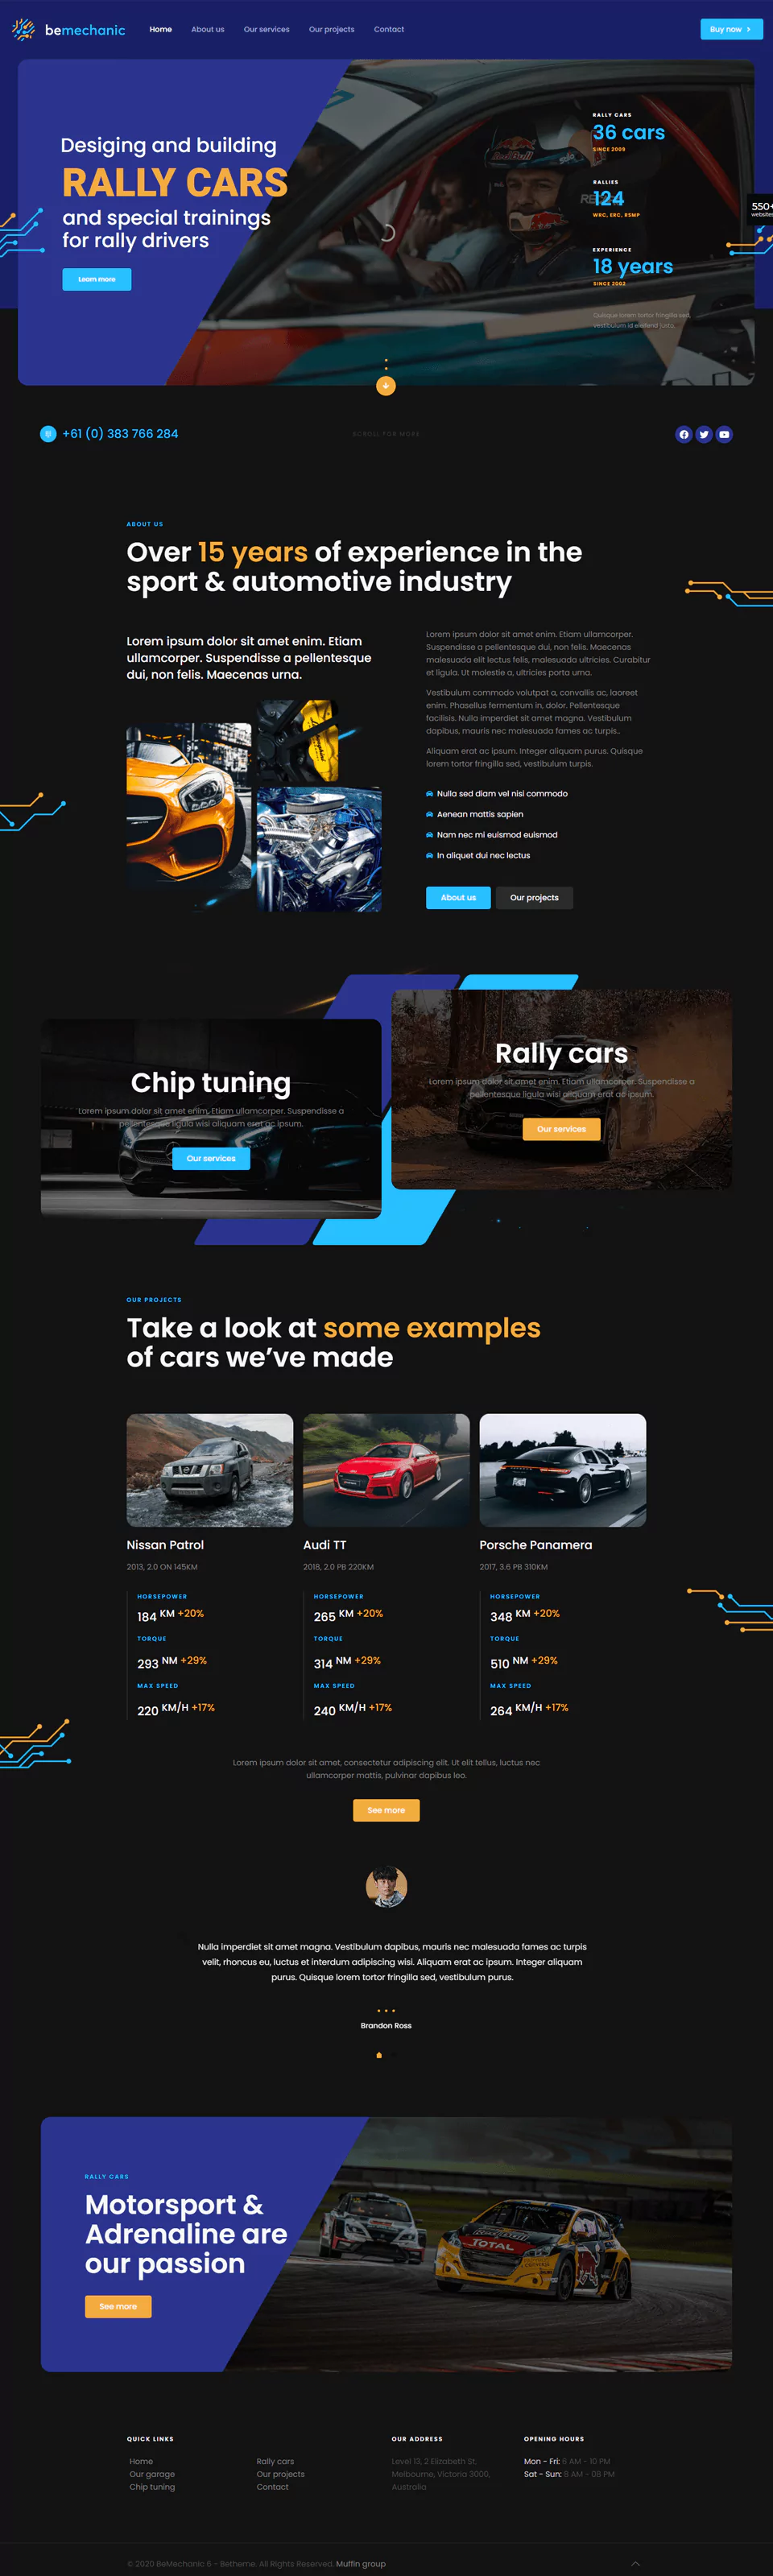 bemechanic
Home
About us
Our services
Our projects
Contact
Buy now
Desiging and building
RALLY CARS
and special trainings
for rally drivers
Learn more
RedBull
RALLY CARS
36 cars
SINCE 2009
RALLIES
124
WRC, ERC, RSMP
EXPERIENCE
18 years
SINCE 2002
Quisque lorem tortor fringilla sed,
vestibulum id eleifend justo.
550+
websites
+61 (0) 383 766 284
SCROLL FOR MORE
ABOUT US
Over 15 years of experience in the
sport & automotive industry
Lorem ipsum dolor sit amet enim. Etiam
ullamcorper. Suspendisse a pellentesque
dui, non felis. Maecenas urna.
Lorem ipsum dolor sit amet enim. Etiam ullamcorper.
Suspendisse a pellentesque dui, non felis. Maecenas
malesuada elit lectus felis, malesuada ultricies. Curabitur
et ligula. Ut molestie a, ultricies porta urna.
Vestibulum commodo volutpat a, convallis ac, laoreet
enim. Phasellus fermentum in, dolor. Pellentesque
facilisis. Nulla imperdiet sit amet magna. Vestibulum
dapibus, mauris nec malesuada fames ac turpis..
Aliquam erat ac ipsum. Integer aliquam purus. Quisque
lorem tortor fringilla sed, vestibulum turpis.
Nulla sed diam vel nisi commodo
Aenean mattis sapien
Nam nec mi euismod euismod
In aliquet dui nec lectus
About us
Our projects
Chip tuning
Lorem ipsum dolor sit amet enim. Etiam ullamcorper. Suspendisse a
pellentesque ligula wisi aliquam erat ac ipsum.
Our services
Rally cars
Lorem ipsum dolor sit amet enim. Etiam ullamcorper. Suspendisse a
pellentesque ligula wisi aliquam erat ac ipsum.
Our services
OUR PROJECTS
Take a look at some examples
of cars we've made
Nissan Patrol
2013, 2.0 ON 145KM
HORSEPOWER
184 KM +20%
TORQUE
293 NM +29%
MAX SPEED
220 KM/H +17%
Audi TT
2018, 2.0 PB 220KM
HORSEPOWER
265 KM +20%
TORQUE
314 NM +29%
MAX SPEED
240 KM/H +17%
Porsche Panamera
2017, 3.6 PB 310KM
HORSEPOWER
348 KM +20%
TORQUE
510 NM +29%
MAX SPEED
264 KM/H +17%
Lorem ipsum dolor sit amet, consectetur adipiscing elit. Ut elit tellus, luctus nec
ullamcorper mattis, pulvinar dapibus leo.
See more
Nulla imperdiet sit amet magna. Vestibulum dapibus, mauris nec malesuada fames ac turpis
velit, rhoncus eu, luctus et interdum adipiscing wisi. Aliquam erat ac ipsum. Integer aliquam
purus. Quisque lorem tortor fringilla sed, vestibulum purus.
Brandon Ross
RALLY CARS
Motorsport &
Adrenaline are
our passion
See more
TOTAL
QUICK LINKS
Home
Our garage
Chip tuning
Rally cars
Our projects
Contact
OUR ADDRESS
Level 13, 2 Elizabeth St,
Melbourne, Victoria 3000,
Australia
OPENING HOURS
Mon - Fri: 6 AM - 10 PM
Sat - Sun: 8 AM - 08 PM
© 2020 BeMechanic 6 - Betheme. All Rights Reserved. Muffin group